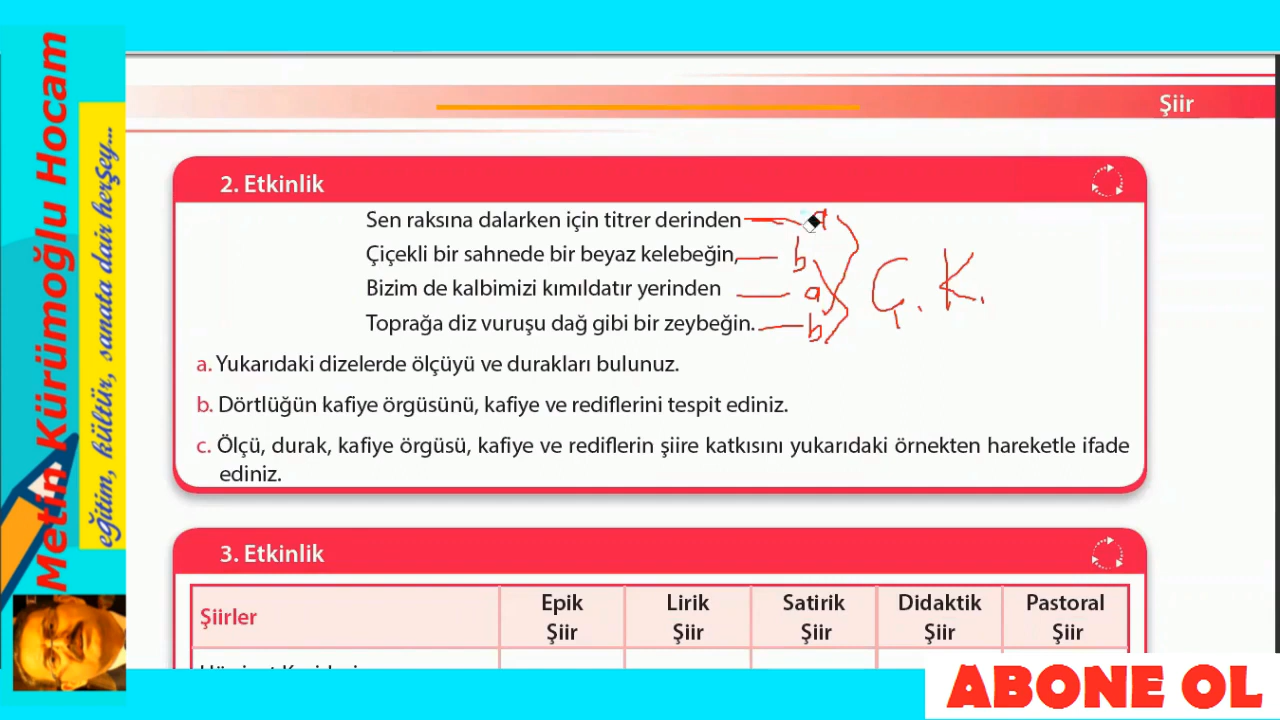 Metin Kürümoğlu Hocam
eğitim, kültür, sanata dair herşey...
Şiir
2. Etkinlik
Sen raksına dalarken için titrer derinden a
Çiçekli bir sahnede bir beyaz kelebeğin, b
Bizim de kalbimizi kımıldatır yerinden a
Toprağa diz vuruşu dağ gibi bir zeybeğin. b
Ç. K.
a. Yukarıdaki dizelerde ölçüyü ve durakları bulunuz.
b. Dörtlüğün kafiye örgüsünü, kafiye ve rediflerini tespit ediniz.
c. Ölçü, durak, kafiye örgüsü, kafiye ve rediflerin şiire katkısını yukarıdaki örnekten hareketle ifade
ediniz.
3. Etkinlik
Şiirler
Epik Şiir
Lirik Şiir
Satirik Şiir
Didaktik Şiir
Pastoral Şiir
ABONE OL